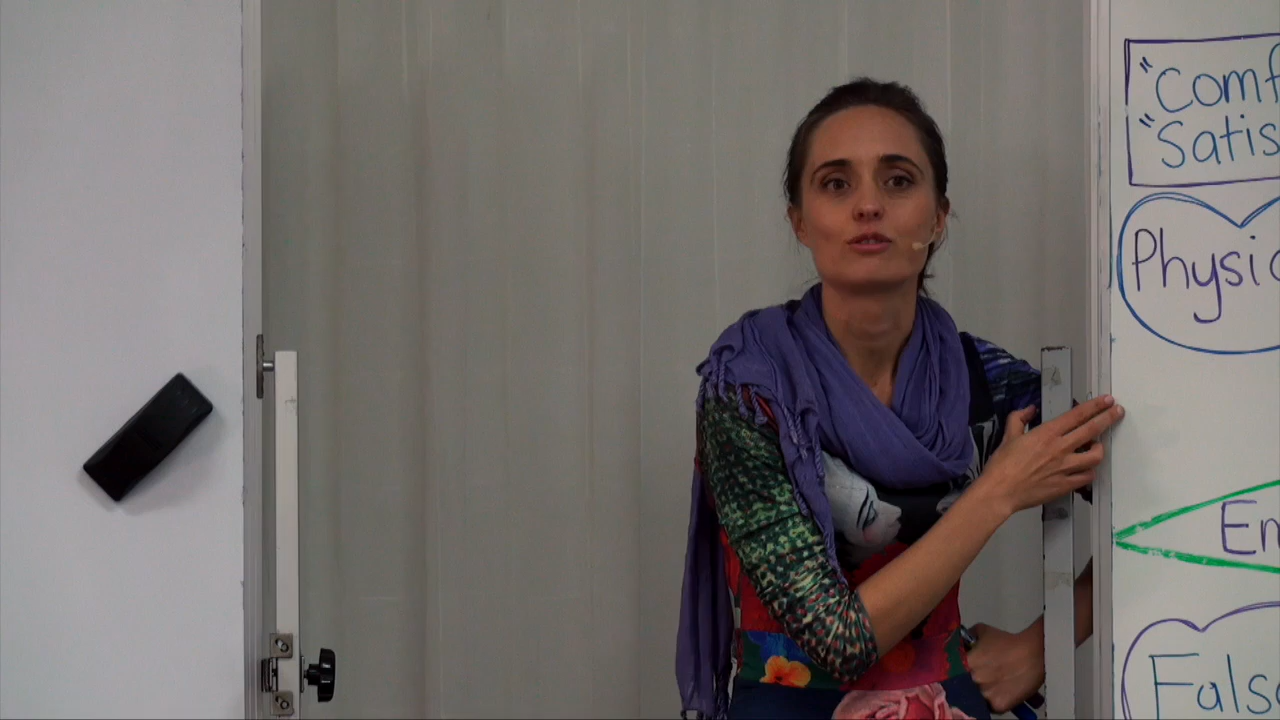 "Comf
"Satis
Physic
En
False